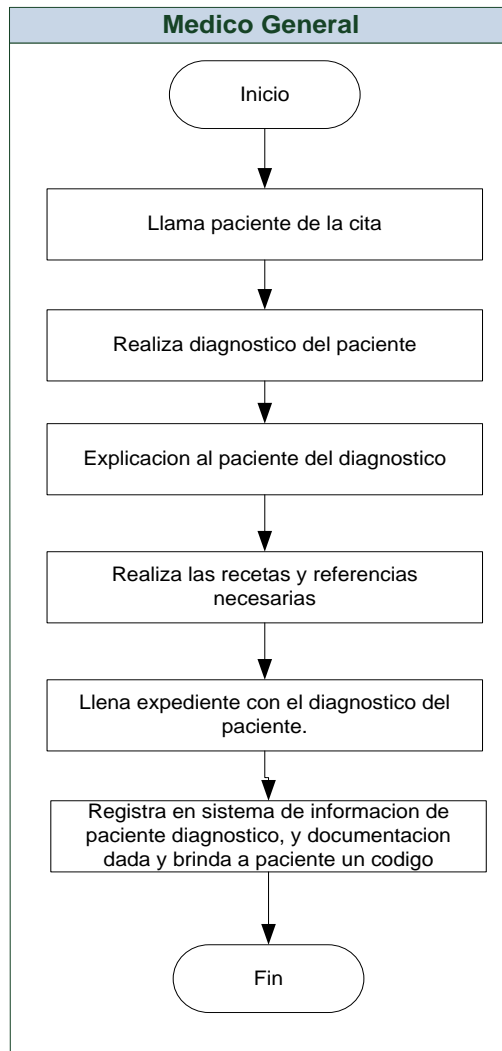 Medico General
Inicio
Llama paciente de la cita
Realiza diagnostico del paciente
Explicacion al paciente del diagnostico
Realiza las recetas y referencias
necesarias
Llena expediente con el diagnostico del
paciente.
Registra en sistema de informacion de
paciente diagnostico, y documentacion
dada y brinda a paciente un codigo
Fin